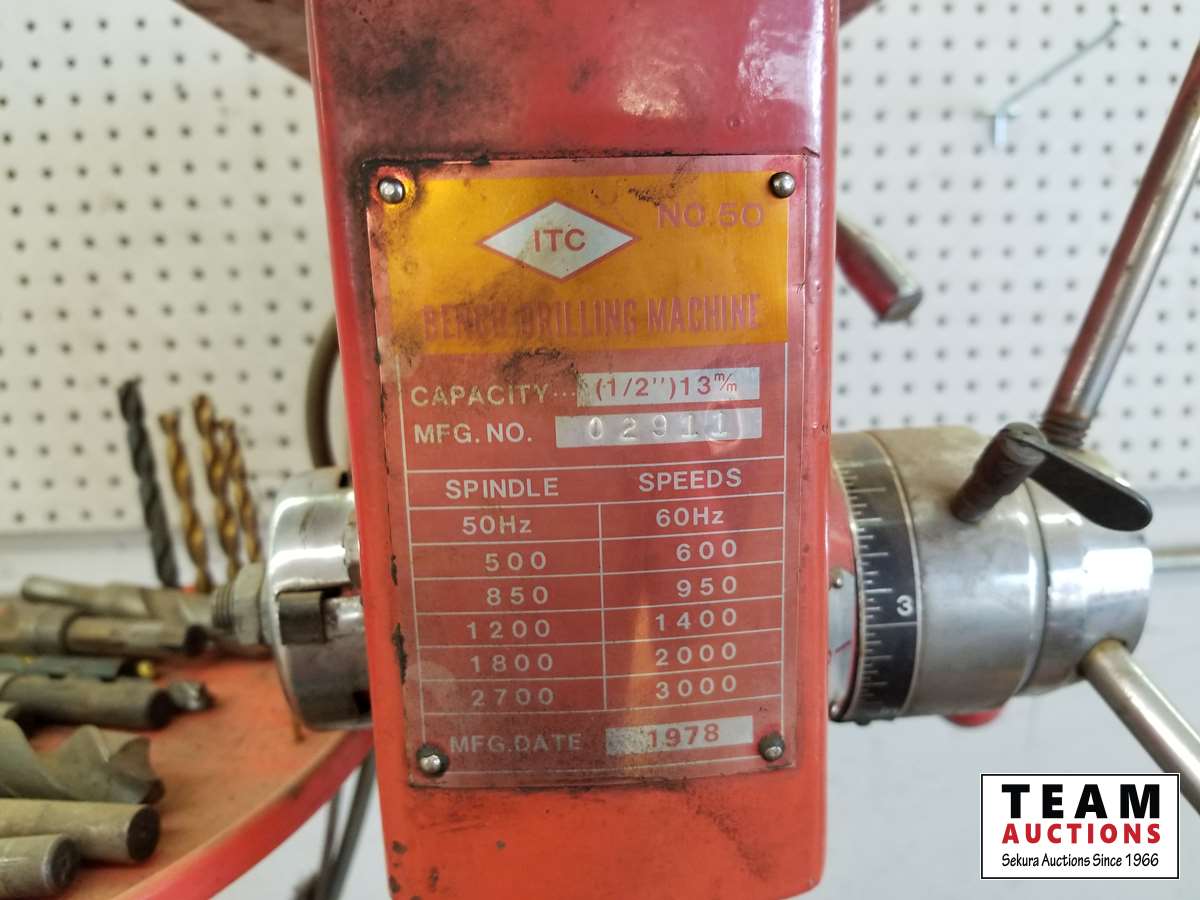 ITC
NO.50
BENCH DRILLING MACHINE
CAPACITY... (1/2")13 m/m
MFG. NO. 02911
SPINDLE SPEEDS
50Hz 60Hz
500 600
850 950
1200 1400
1800 2000
2700 3000
MFG.DATE 1978
3
TEAM
AUCTIONS
Sekura Auctions Since 1966